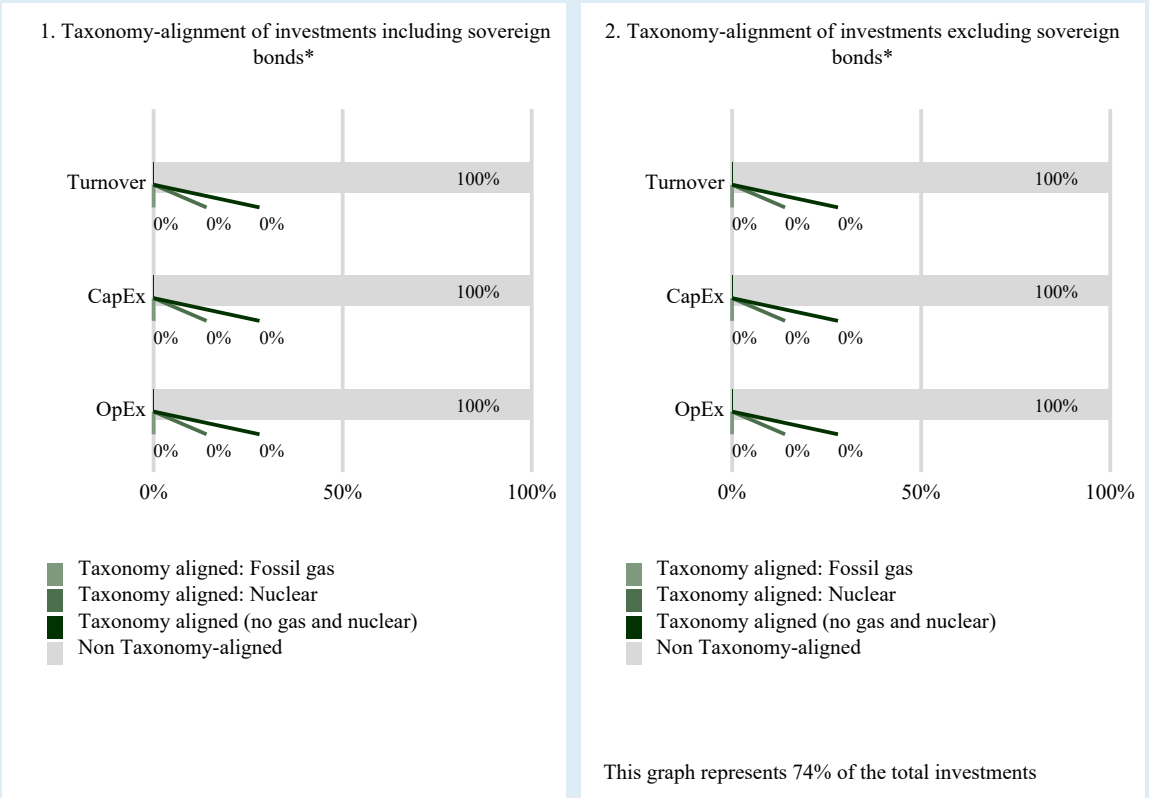 1. Taxonomy-alignment of investments including sovereign
bonds*
Turnover 100%
0% 0% 0%
CapEx 100%
0% 0% 0%
OpEx 100%
0% 0% 0%
0% 50% 100%
Taxonomy aligned: Fossil gas
Taxonomy aligned: Nuclear
Taxonomy aligned (no gas and nuclear)
Non Taxonomy-aligned
2. Taxonomy-alignment of investments excluding sovereign
bonds*
Turnover 100%
0% 0% 0%
CapEx 100%
0% 0% 0%
OpEx 100%
0% 0% 0%
0% 50% 100%
Taxonomy aligned: Fossil gas
Taxonomy aligned: Nuclear
Taxonomy aligned (no gas and nuclear)
Non Taxonomy-aligned
This graph represents 74% of the total investments